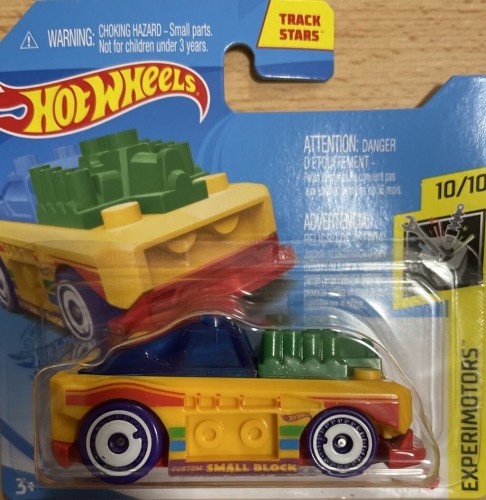 WARNING: CHOKING HAZARD - Small parts.
Not for children under 3 years.
TRACK
STARS
HOT WHEELS
ATTENTION: DANGER
D'ETOUFFEMENT -
ADVERTENCIA:
10/10
EXPERIMOTORS
3+
CUSTOM SMALL BLOCK